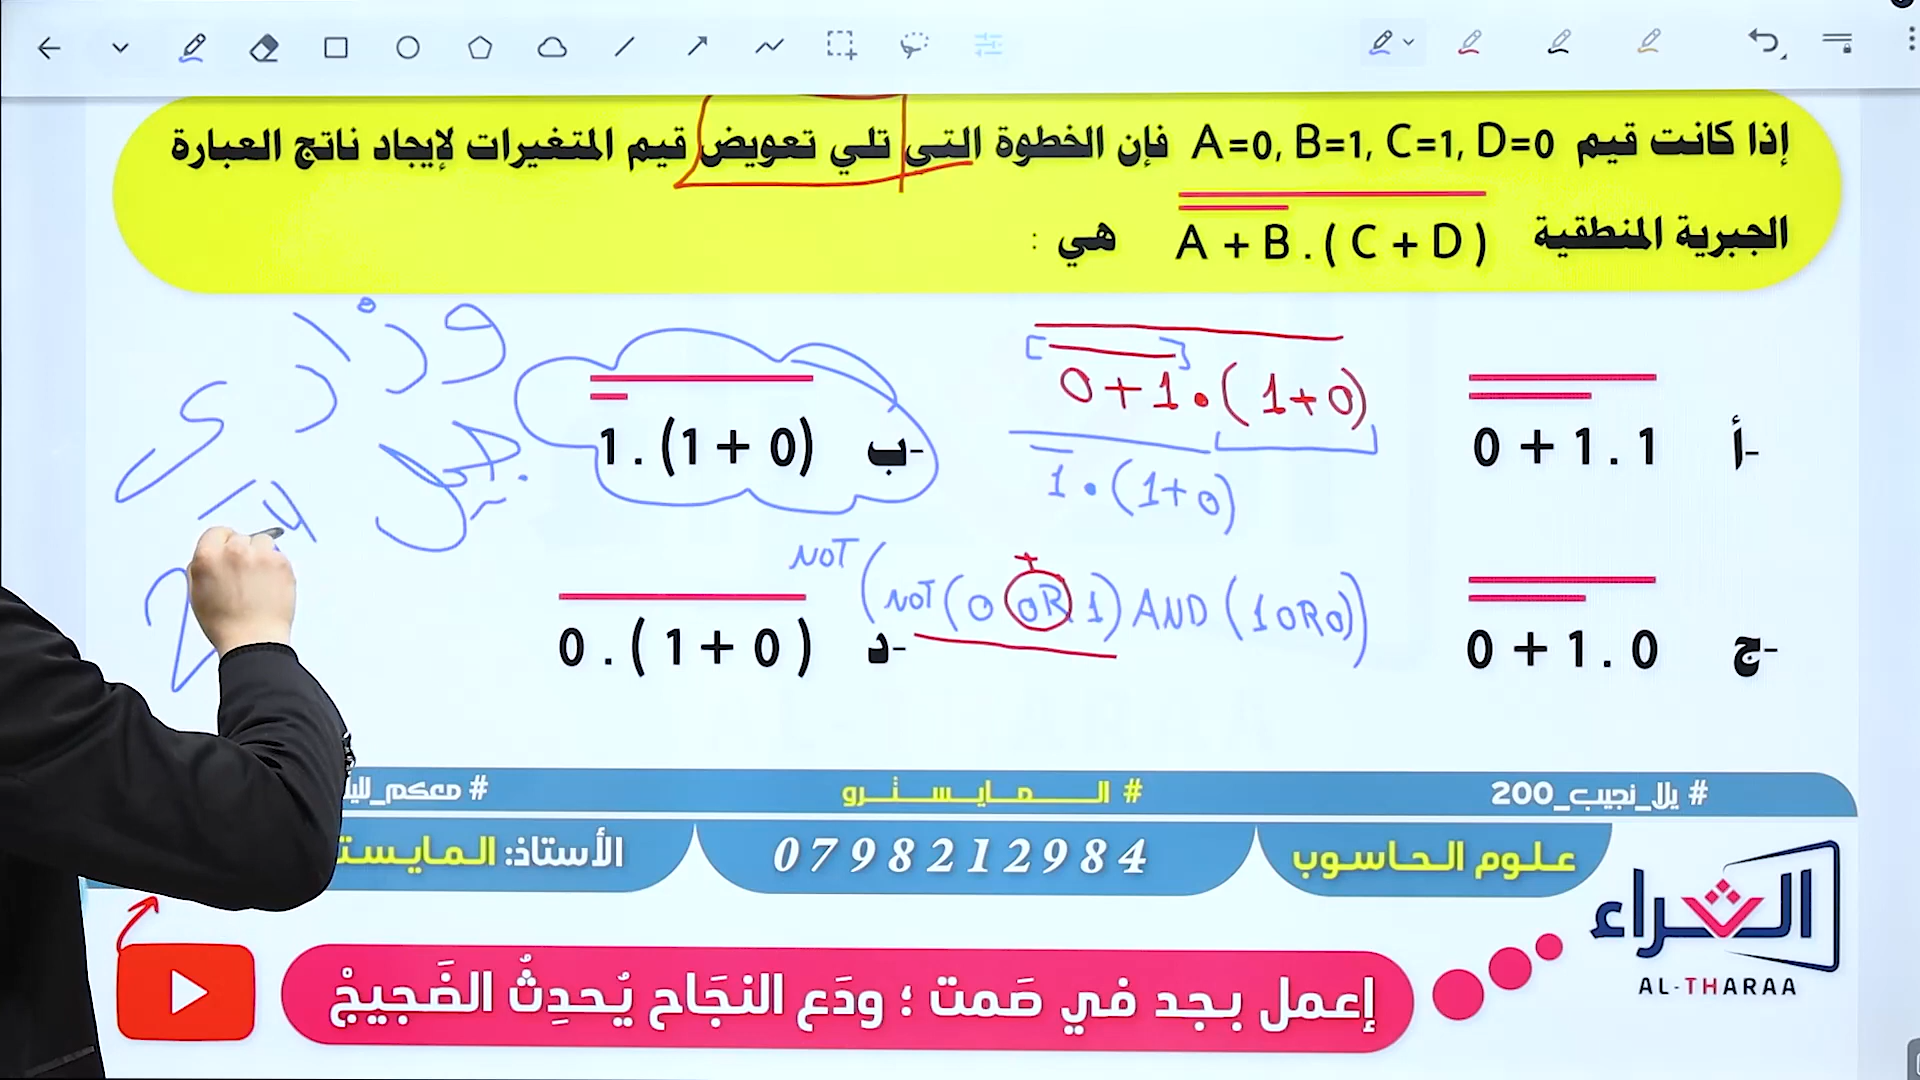 إذا كانت قيم A=0, B=1, C=1, D=0 فإن الخطوة التي تلي تعويض قيم المتغيرات لإيجاد ناتج العبارة
الجبرية المنطقية A + B . ( C + D ) هي :
أ- 0 + 1 . 1
0 + 1 . ( 1 + 0 )
ب- 1 . (1 + 0)
وزاري
جيل
1 . (1 + 0)
NOT ( NOT ( 0 OR 1 ) AND ( 1 OR 0 ) )
+
ج- 0 + 1 . 0
د- 0 . ( 1 + 0 )
# يلا_نجيب_200
# الـمـايـسـتـرو
علوم الحاسوب
0798212984
الأستاذ:
الثراء
AL-THARAA
إعمل بجد في صَمت ؛ ودَع النجَاح يُحدِثُ الضَجيجْ